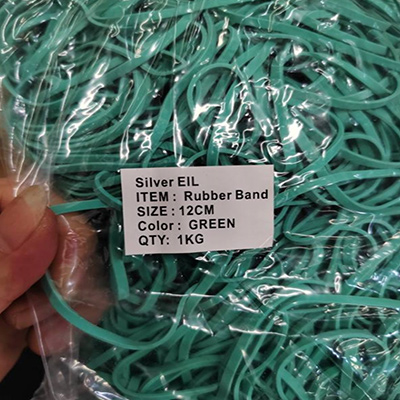 Silver EIL
ITEM : Rubber Band
SIZE : 12CM
Color : GREEN
QTY: 1KG